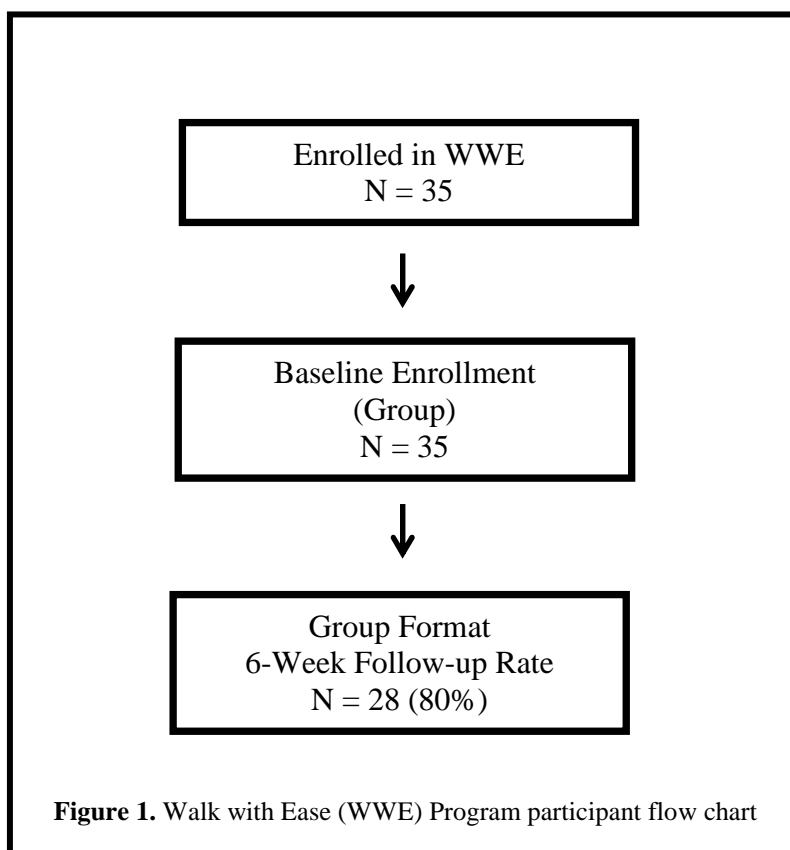 Enrolled in WWE
N = 35
Baseline Enrollment
(Group)
N = 35
Group Format
6-Week Follow-up Rate
N = 28 (80%)
Figure 1. Walk with Ease (WWE) Program participant flow chart